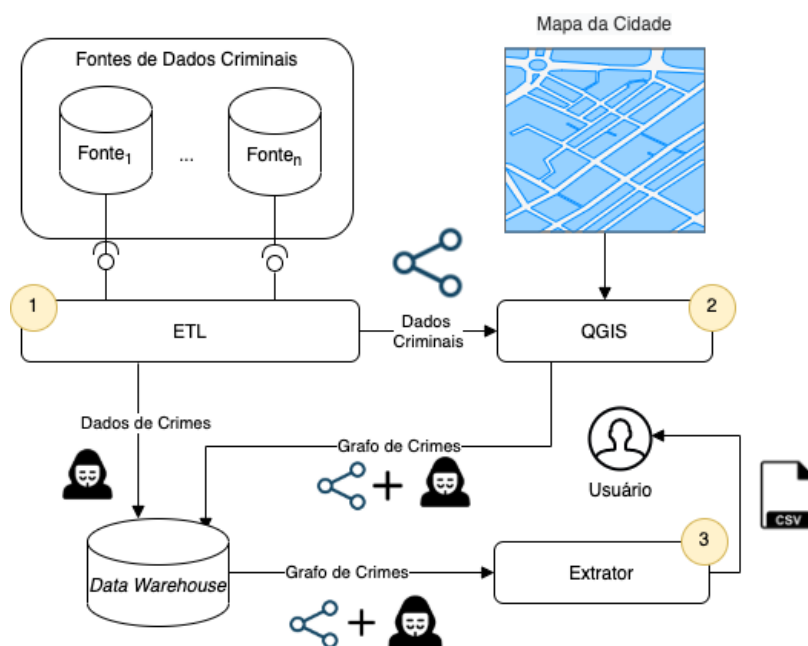 Mapa da Cidade
Fontes de Dados Criminais
Fonte1
...
Fonten
1
ETL
Dados
Criminais
2
QGIS
Dados de Crimes
Grafo de Crimes
Usuário
CSV
Data Warehouse
Grafo de Crimes
3
Extrator